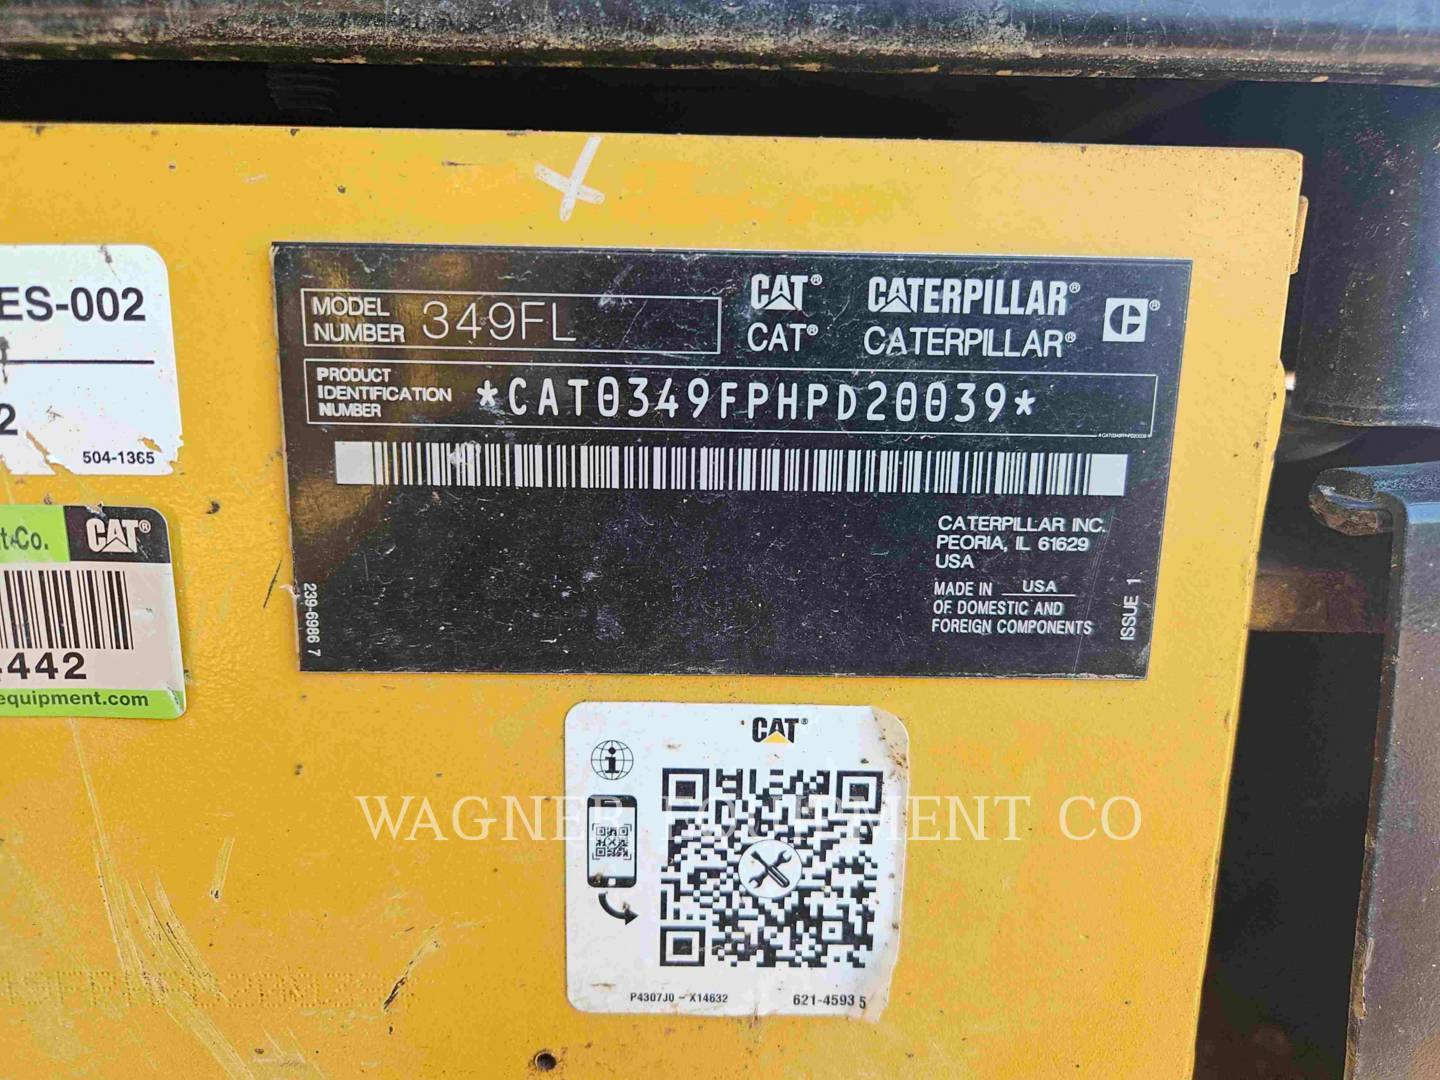 ES-002
2
504-1365
t Co.
CAT®
442
equipment.com
MODEL NUMBER 349FL
CAT® CATERPILLAR®
CAT® CATERPILLAR®
PRODUCT IDENTIFICATION NUMBER *CAT0349FPHPD20039*
*CAT0349FPHPD20039*
CATERPILLAR INC.
PEORIA, IL 61629
USA
MADE IN USA
OF DOMESTIC AND
FOREIGN COMPONENTS
239-6986 7
ISSUE 1
CAT®
WAGNER EQUIPMENT CO
P4307J0 - X14632
621-4593 5